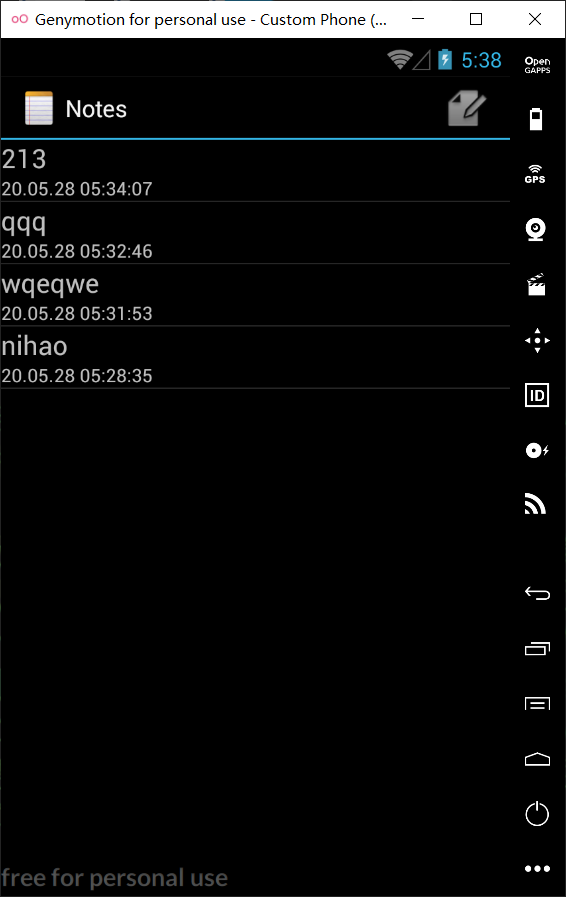 Genymotion for personal use - Custom Phone (...
5:38
Open
GAPPS
Notes
213
20.05.28 05:34:07
GPS
qqq
20.05.28 05:32:46
wqeqwe
20.05.28 05:31:53
nihao
20.05.28 05:28:35
ID
free for personal use